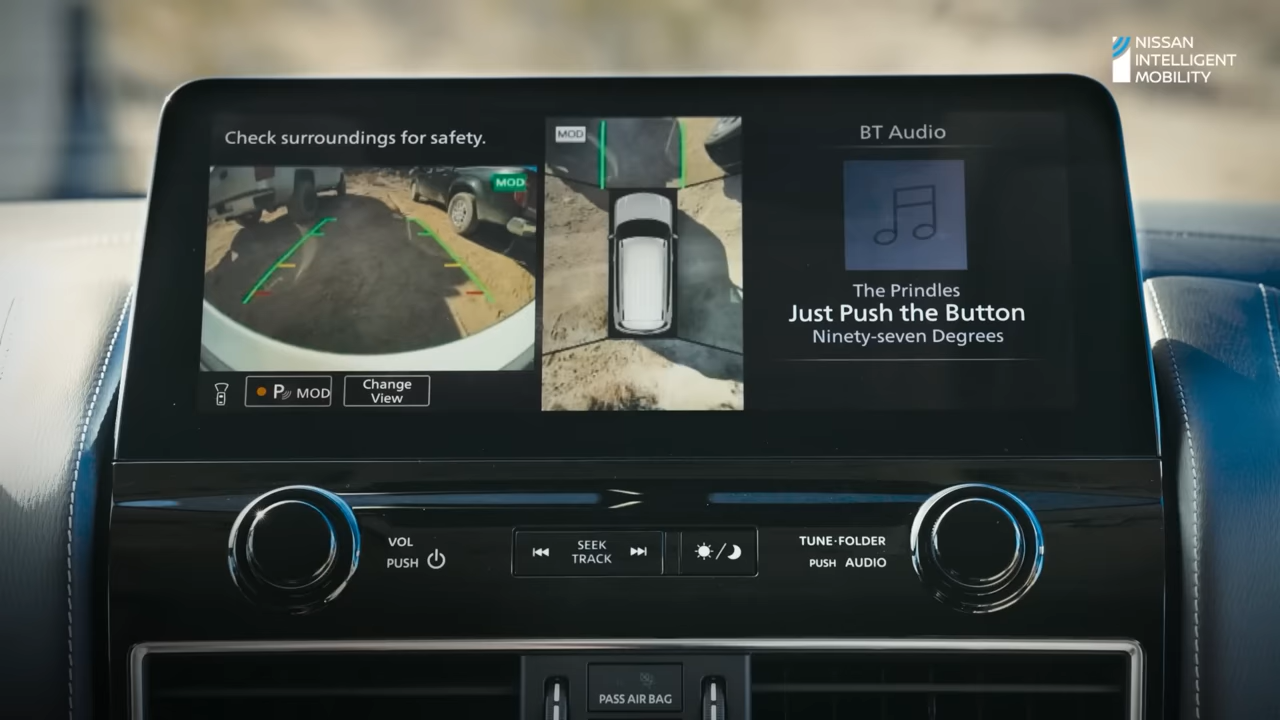 NISSAN
INTELLIGENT
MOBILITY
Check surroundings for safety.
MOD
MOD
BT Audio
The Prindles
Just Push the Button
Ninety-seven Degrees
P MOD
Change
View
VOL
PUSH
SEEK
TRACK
TUNE·FOLDER
PUSH AUDIO
PASS AIR BAG